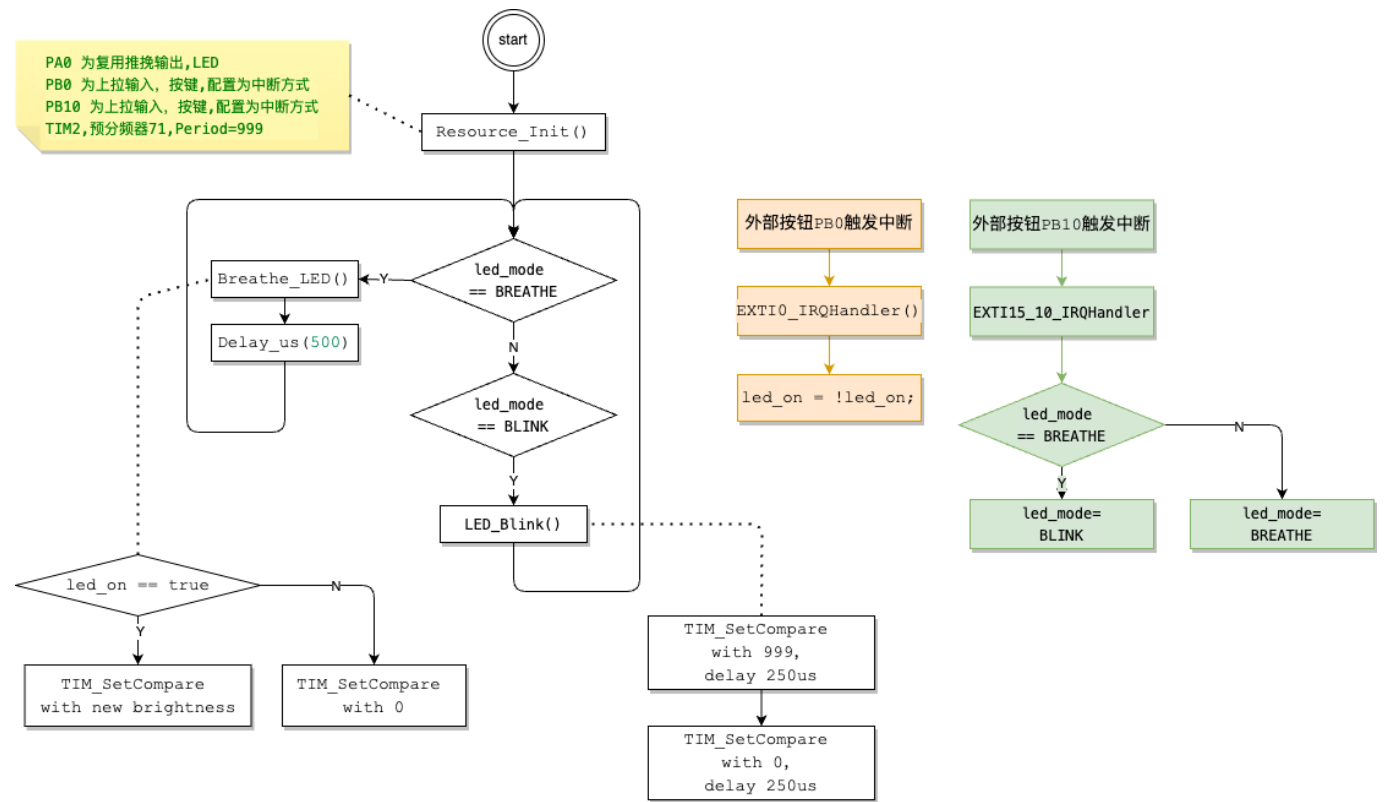 start
PA0 为复用推挽输出,LED
PB0 为上拉输入, 按键,配置为中断方式
PB10 为上拉输入, 按键,配置为中断方式
TIM2,预分频器71,Period=999
Resource_Init()
led_mode
== BREATHE
Y
Breathe_LED()
Delay_us(500)
N
led_mode
== BLINK
Y
LED_Blink()
led_on == true
N
Y
TIM_SetCompare
with new brightness
TIM_SetCompare
with 0
TIM_SetCompare
with 999,
delay 250us
TIM_SetCompare
with 0,
delay 250us
外部按钮PB0触发中断
EXTI0_IRQHandler()
led_on = !led_on;
外部按钮PB10触发中断
EXTI15_10_IRQHandler
led_mode
== BREATHE
N
Y
led_mode=
BLINK
led_mode=
BREATHE